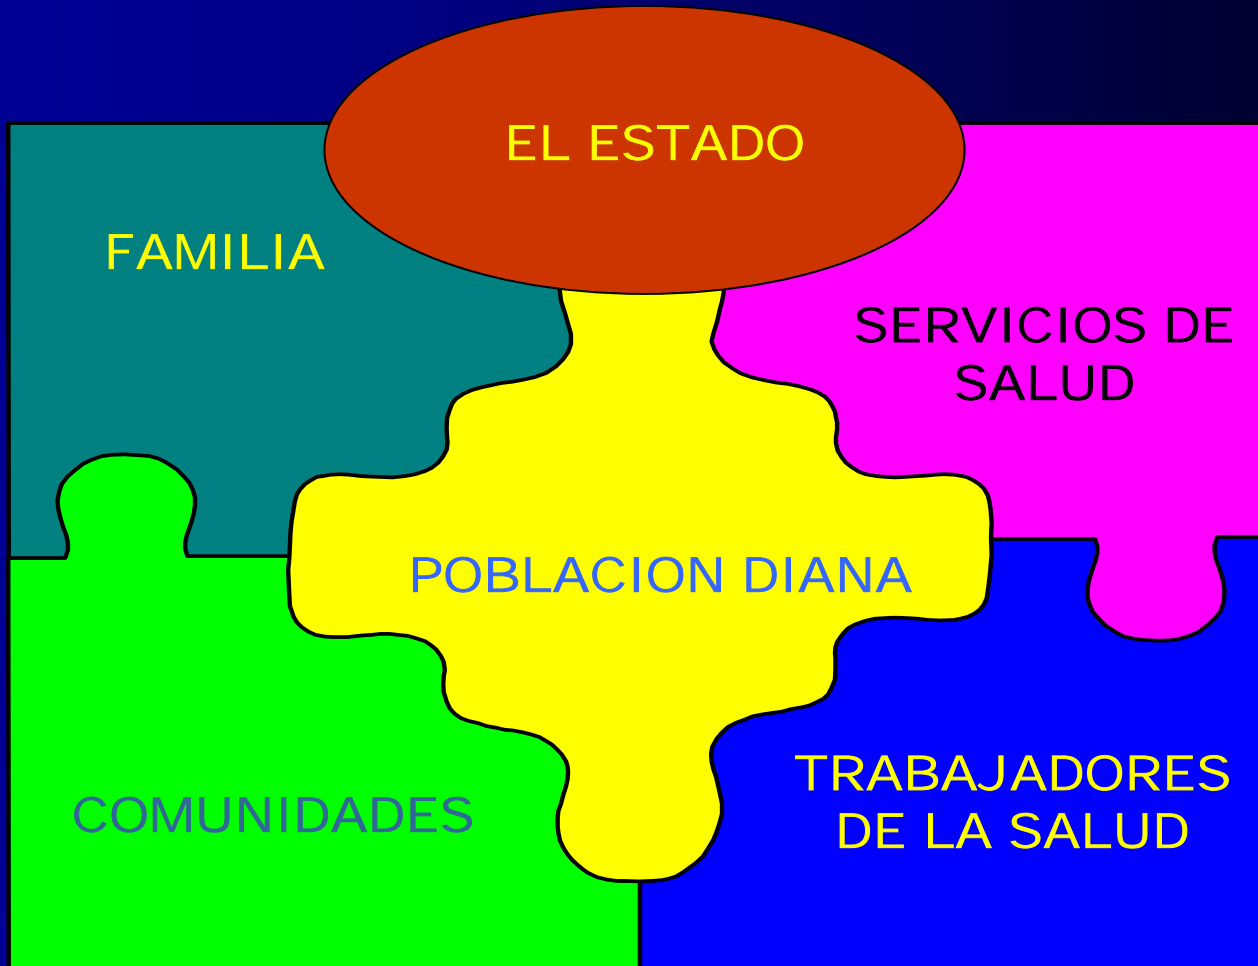 EL ESTADO
FAMILIA
SERVICIOS DE
SALUD
POBLACION DIANA
COMUNIDADES
TRABAJADORES
DE LA SALUD